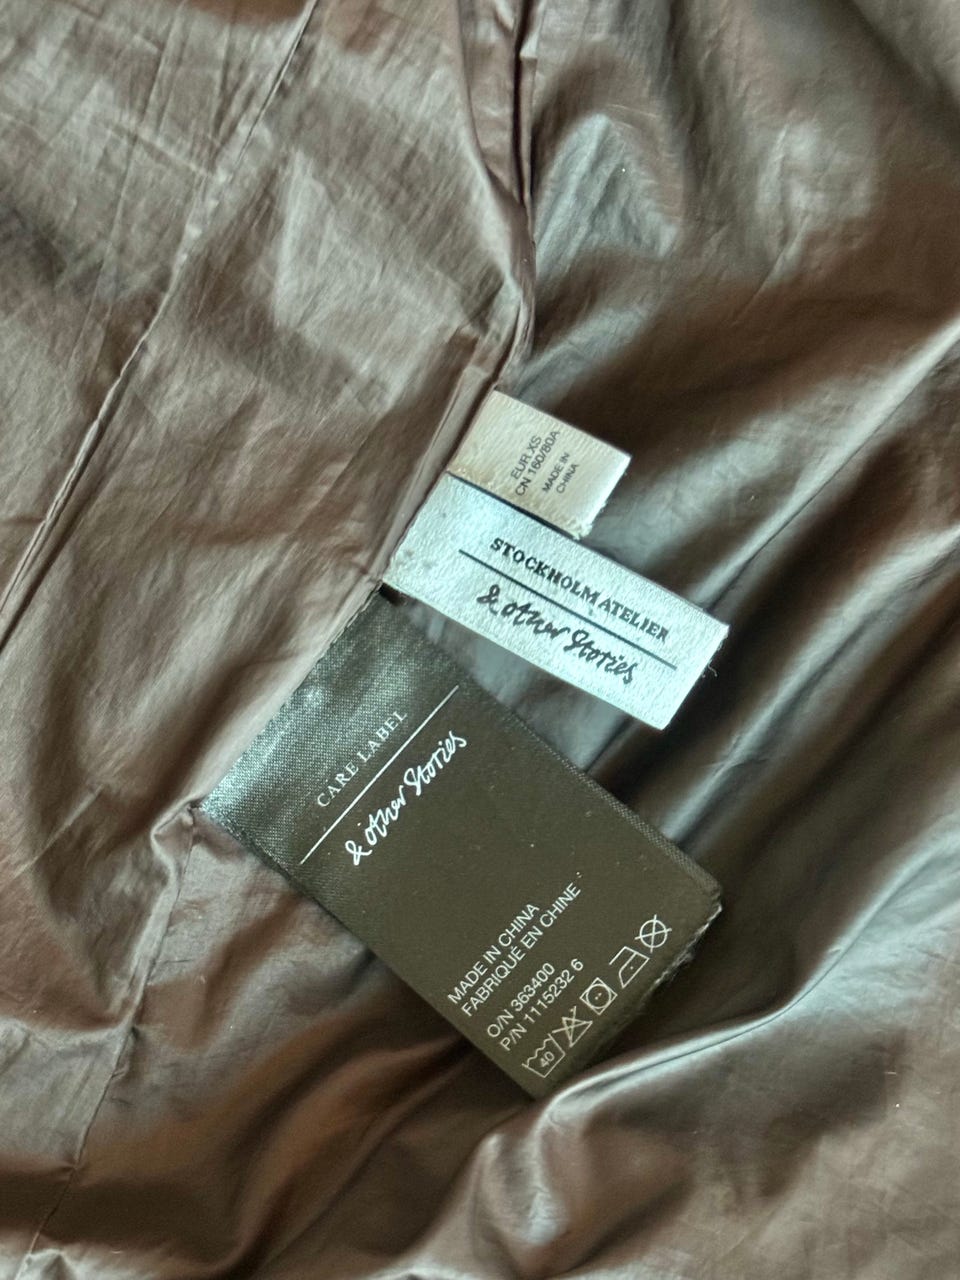 EUR XS
CN 160/80A
MADE IN
CHINA
STOCKHOLM ATELIER
& other Stories
CARE LABEL
& other Stories
MADE IN CHINA
FABRIQUÉ EN CHINE
O/N 363400
P/N 1115232 6
40